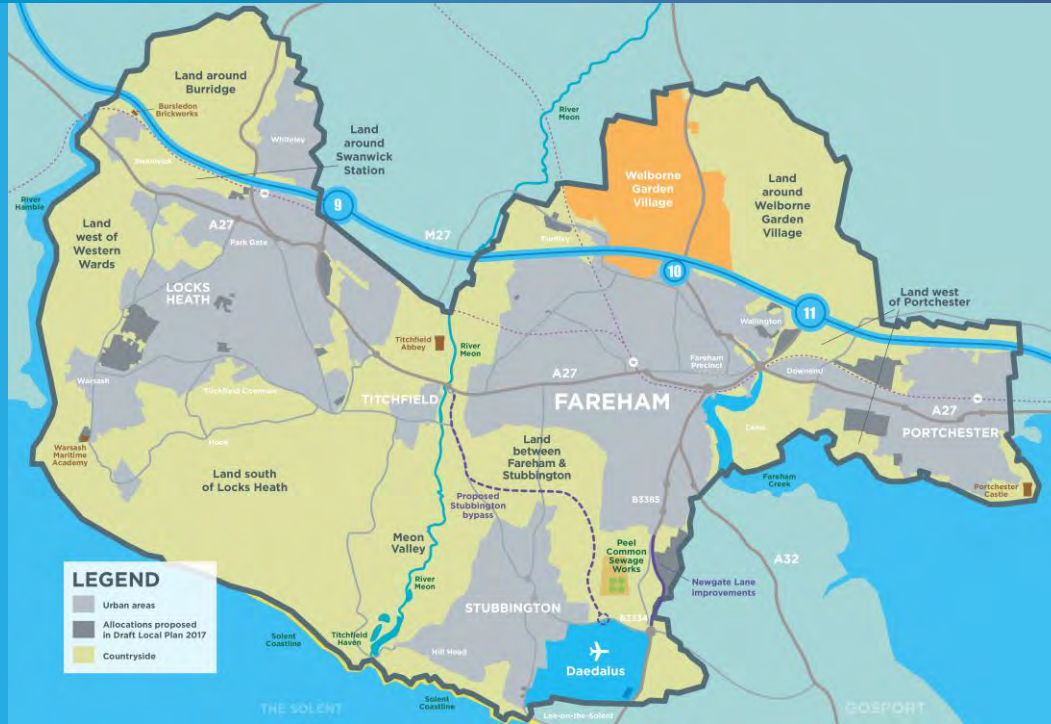 Land around
Burridge
Bursledon
Brickworks
Whiteley
Swanwick
Land
around
Swanwick
Station
River
Meon
River
Hamble
Land
west of
Western
Wards
A27
Park Gate
9
M27
LOCKS
HEATH
Welborne
Garden
Village
Land
around
Welborne
Garden
Village
Funtley
10
11
Land west
of Portchester
Wallington
Titchfield
Abbey
River
Meon
Fareham
Precinct
Downend
A27
FAREHAM
A27
PORTCHESTER
Cams
Warsash
Titchfield Common
TITCHFIELD
Hook
Warsash
Maritime
Academy
Land south
of Locks Heath
Land
between
Fareham &
Stubbington
Proposed
Stubbington
bypass
Fareham
Creek
Portchester
Castle
B3385
Meon
Valley
Peel
Common
Sewage
Works
A32
Newgate Lane
improvements
River
Meon
STUBBINGTON
B3334
Titchfield
Haven
Solent
Coastline
Hill Head
Daedalus
Solent
Coastline
Lee-on-the-Solent
THE SOLENT
GOSPORT
LEGEND
Urban areas
Allocations proposed
in Draft Local Plan 2017
Countryside